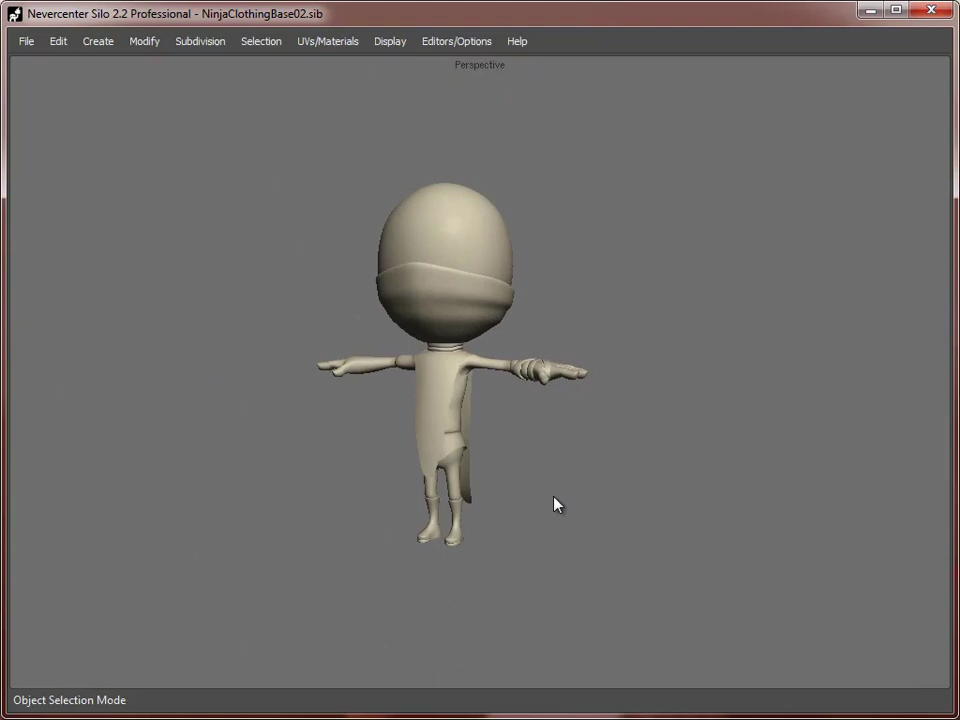 Nevercenter Silo 2.2 Professional - NinjaClothingBase02.sib
File Edit Create Modify Subdivision Selection UVs/Materials Display Editors/Options Help
Perspective
Object Selection Mode